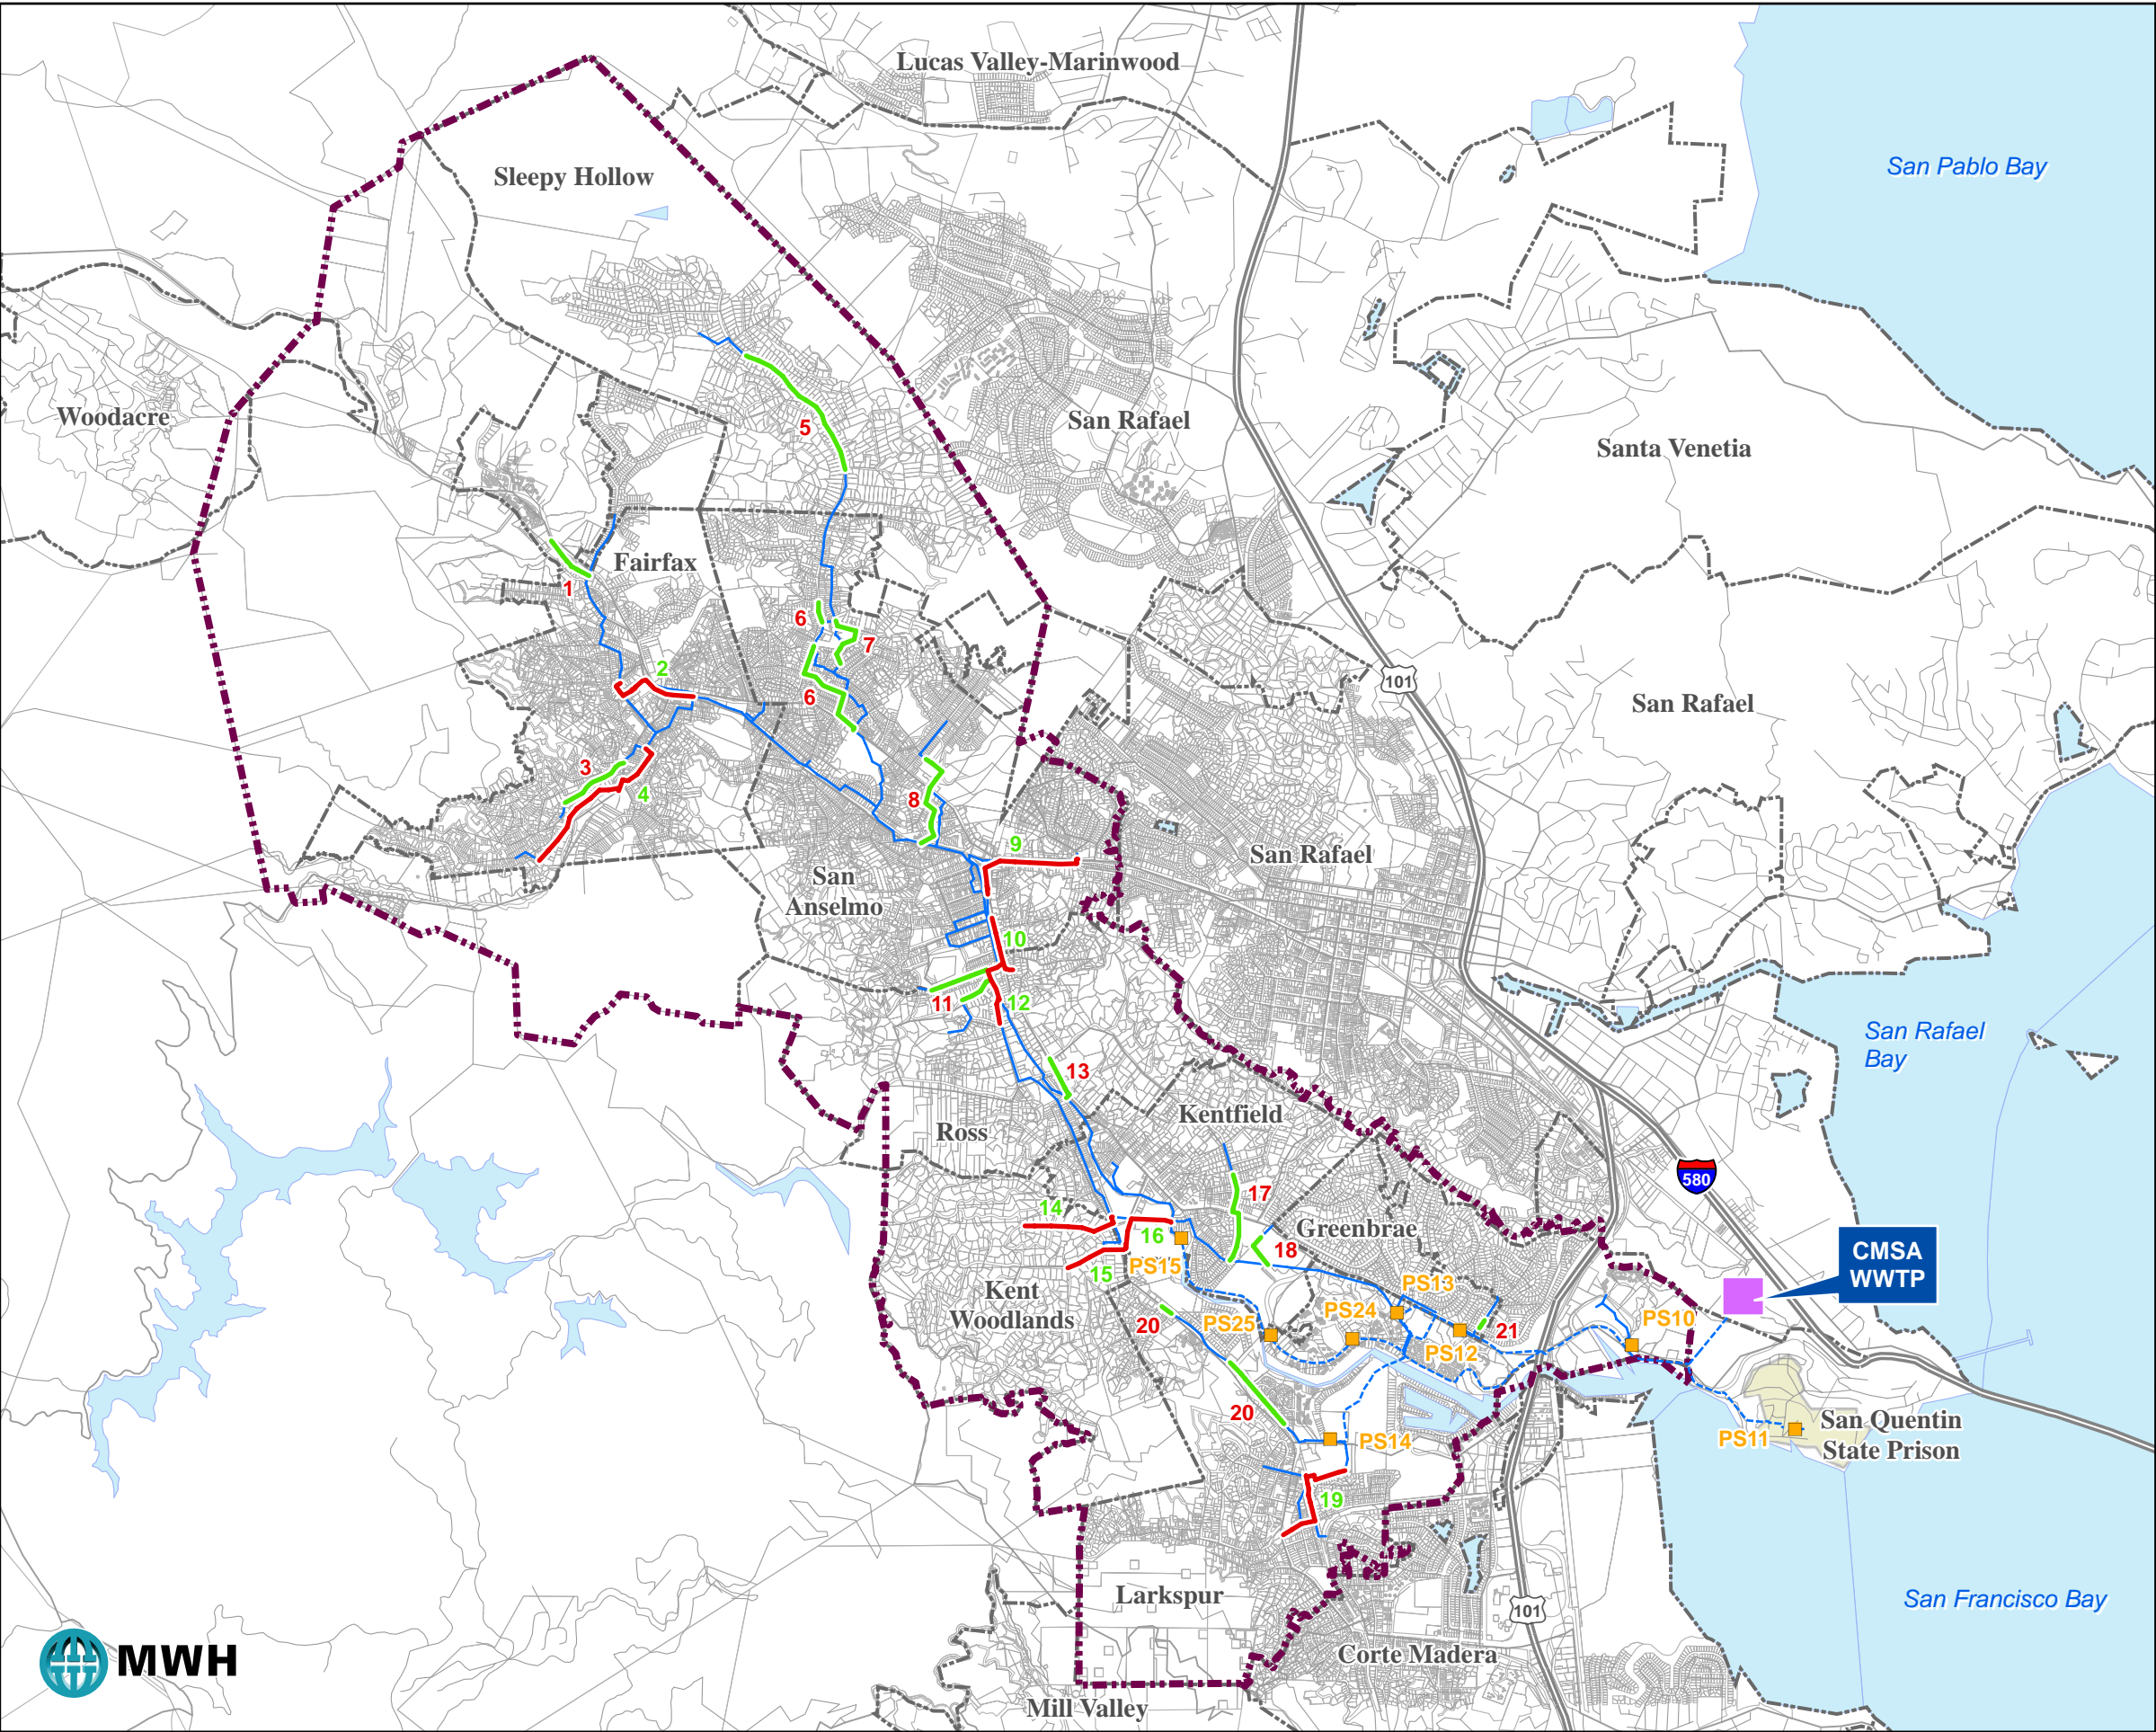 Lucas Valley-Marinwood
San Pablo Bay
Sleepy Hollow
Woodacre
San Rafael
Santa Venetia
5
Fairfax
1
6
7
2
101
6
San Rafael
3
4
8
9
San Rafael
San
Anselmo
10
11
12
San Rafael
Bay
13
Kentfield
Ross
580
17
14
Greenbrae
16
18
CMSA
WWTP
PS15
15
PS13
Kent
Woodlands
PS24
PS25
20
21
PS10
PS12
20
PS14
San Quentin
State Prison
PS11
19
Larkspur
101
San Francisco Bay
Corte Madera
MWH
Mill Valley